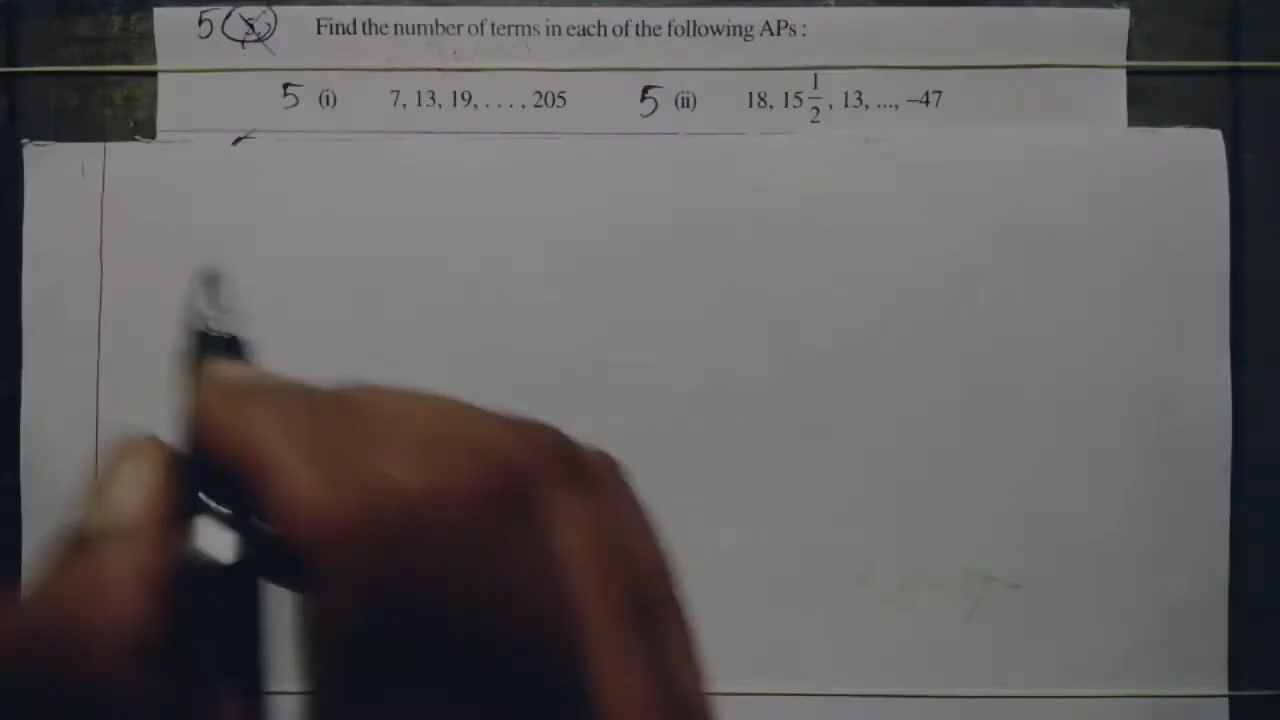 5 Find the number of terms in each of the following APs :
5 (i) 7, 13, 19, . . . , 205 5 (ii) 18, 15 1/2, 13, ..., –47